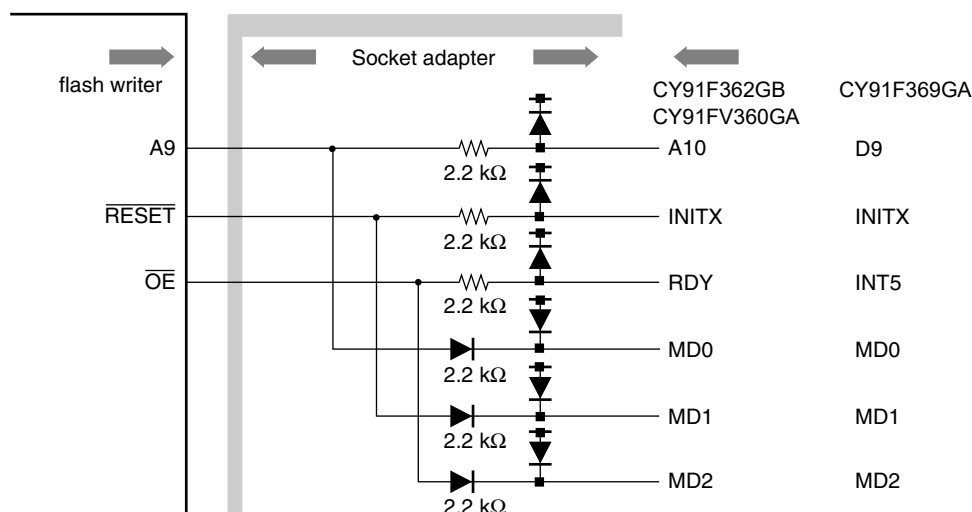 flash writer
Socket adapter
CY91F362GB
CY91FV360GA
CY91F369GA
A9
A10
D9
2.2 kΩ
RESET
INITX
INITX
2.2 kΩ
OE
RDY
INT5
2.2 kΩ
MD0
MD0
2.2 kΩ
MD1
MD1
2.2 kΩ
MD2
MD2
2.2 kΩ